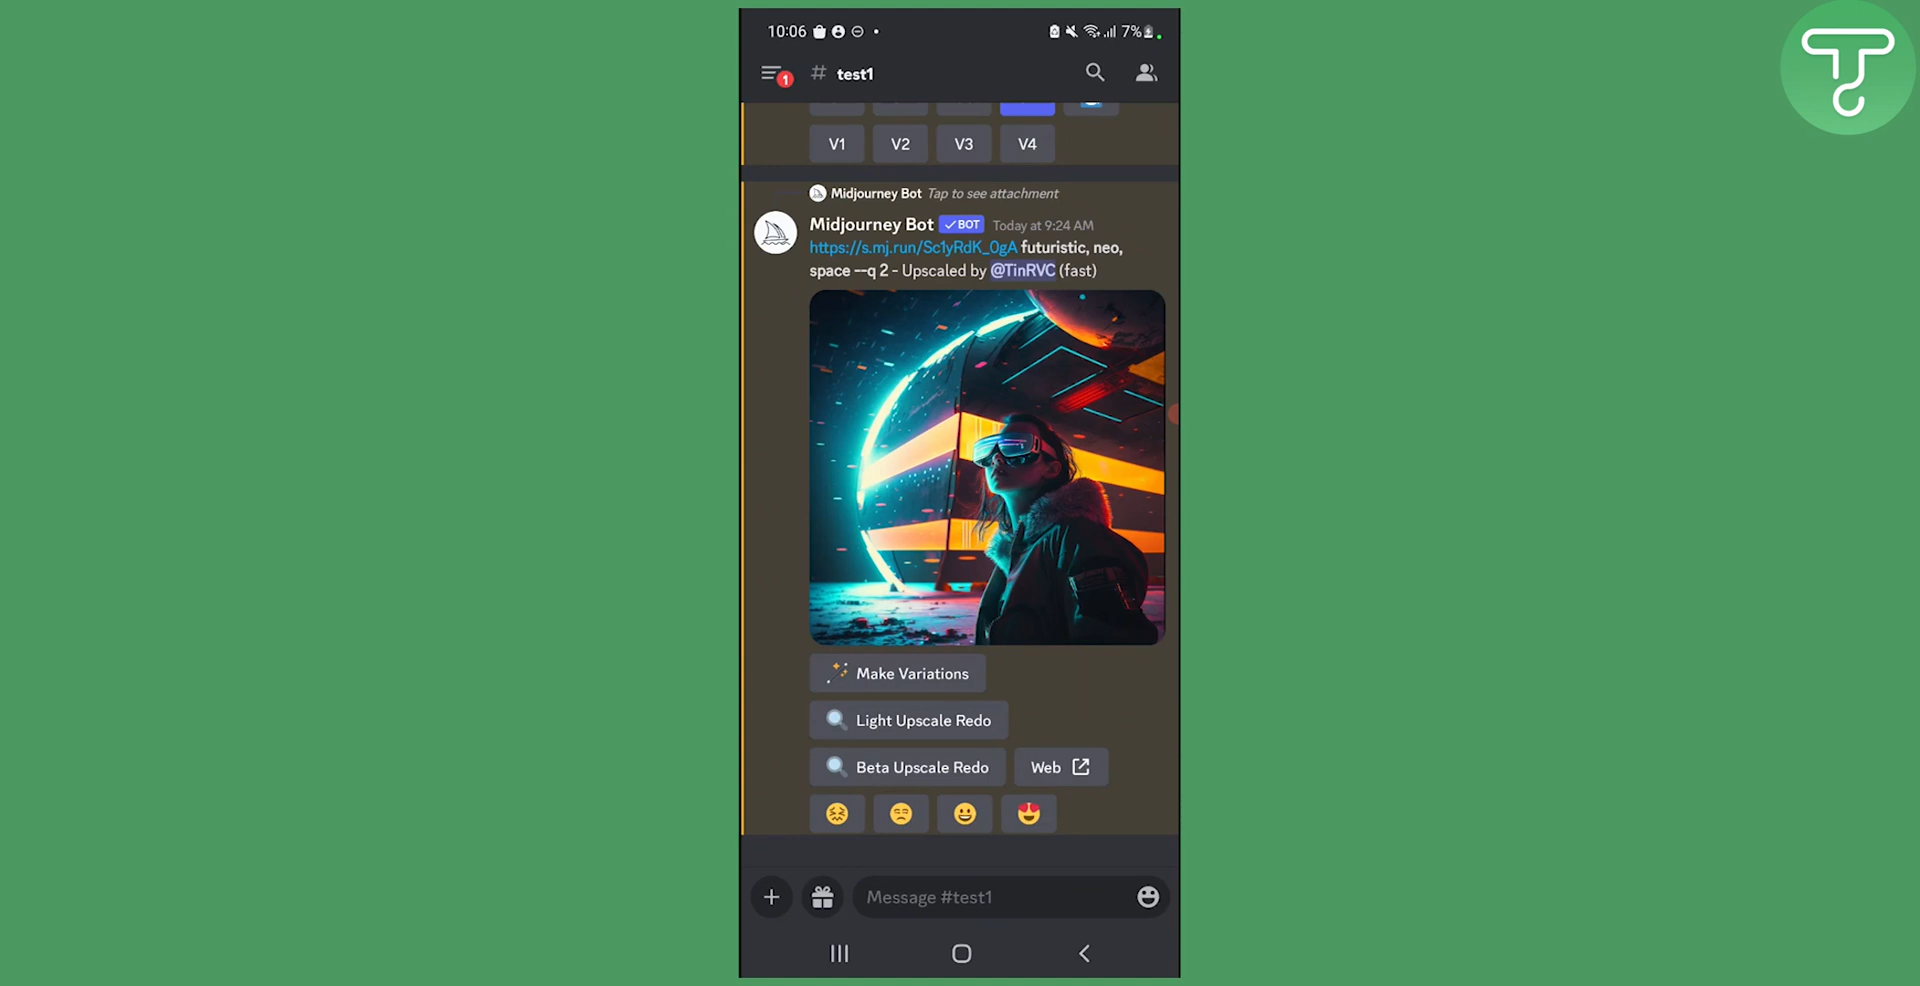 10:06
7%
1
# test1
V1 V2 V3 V4
Midjourney Bot Tap to see attachment
Midjourney Bot ✓ BOT Today at 9:24 AM
https://s.mj.run/Sc1yRdK_0gA futuristic, neo,
space --q 2 - Upscaled by @TinRVC (fast)
Make Variations
Light Upscale Redo
Beta Upscale Redo
Web
Message #test1